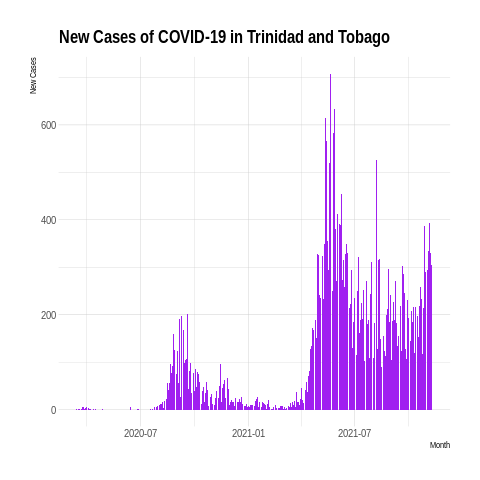 New Cases of COVID-19 in Trinidad and Tobago
New Cases
600
400
200
0
2020-07 2021-01 2021-07
Month